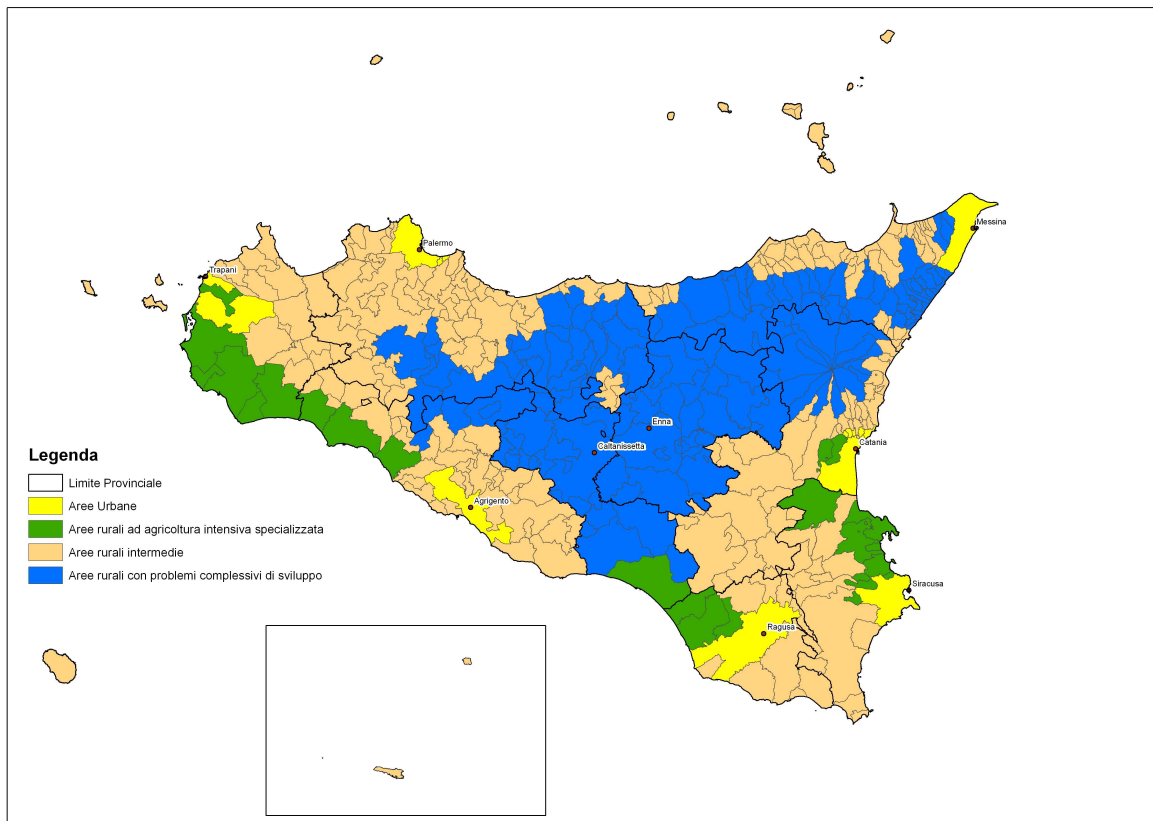 Messina
Palermo
Trapani
Enna
Catania
Caltanissetta
Legenda
Limite Provinciale
Aree Urbane
Agrigento
Aree rurali ad agricoltura intensiva specializzata
Aree rurali intermedie
Aree rurali con problemi complessivi di sviluppo
Siracusa
Ragusa